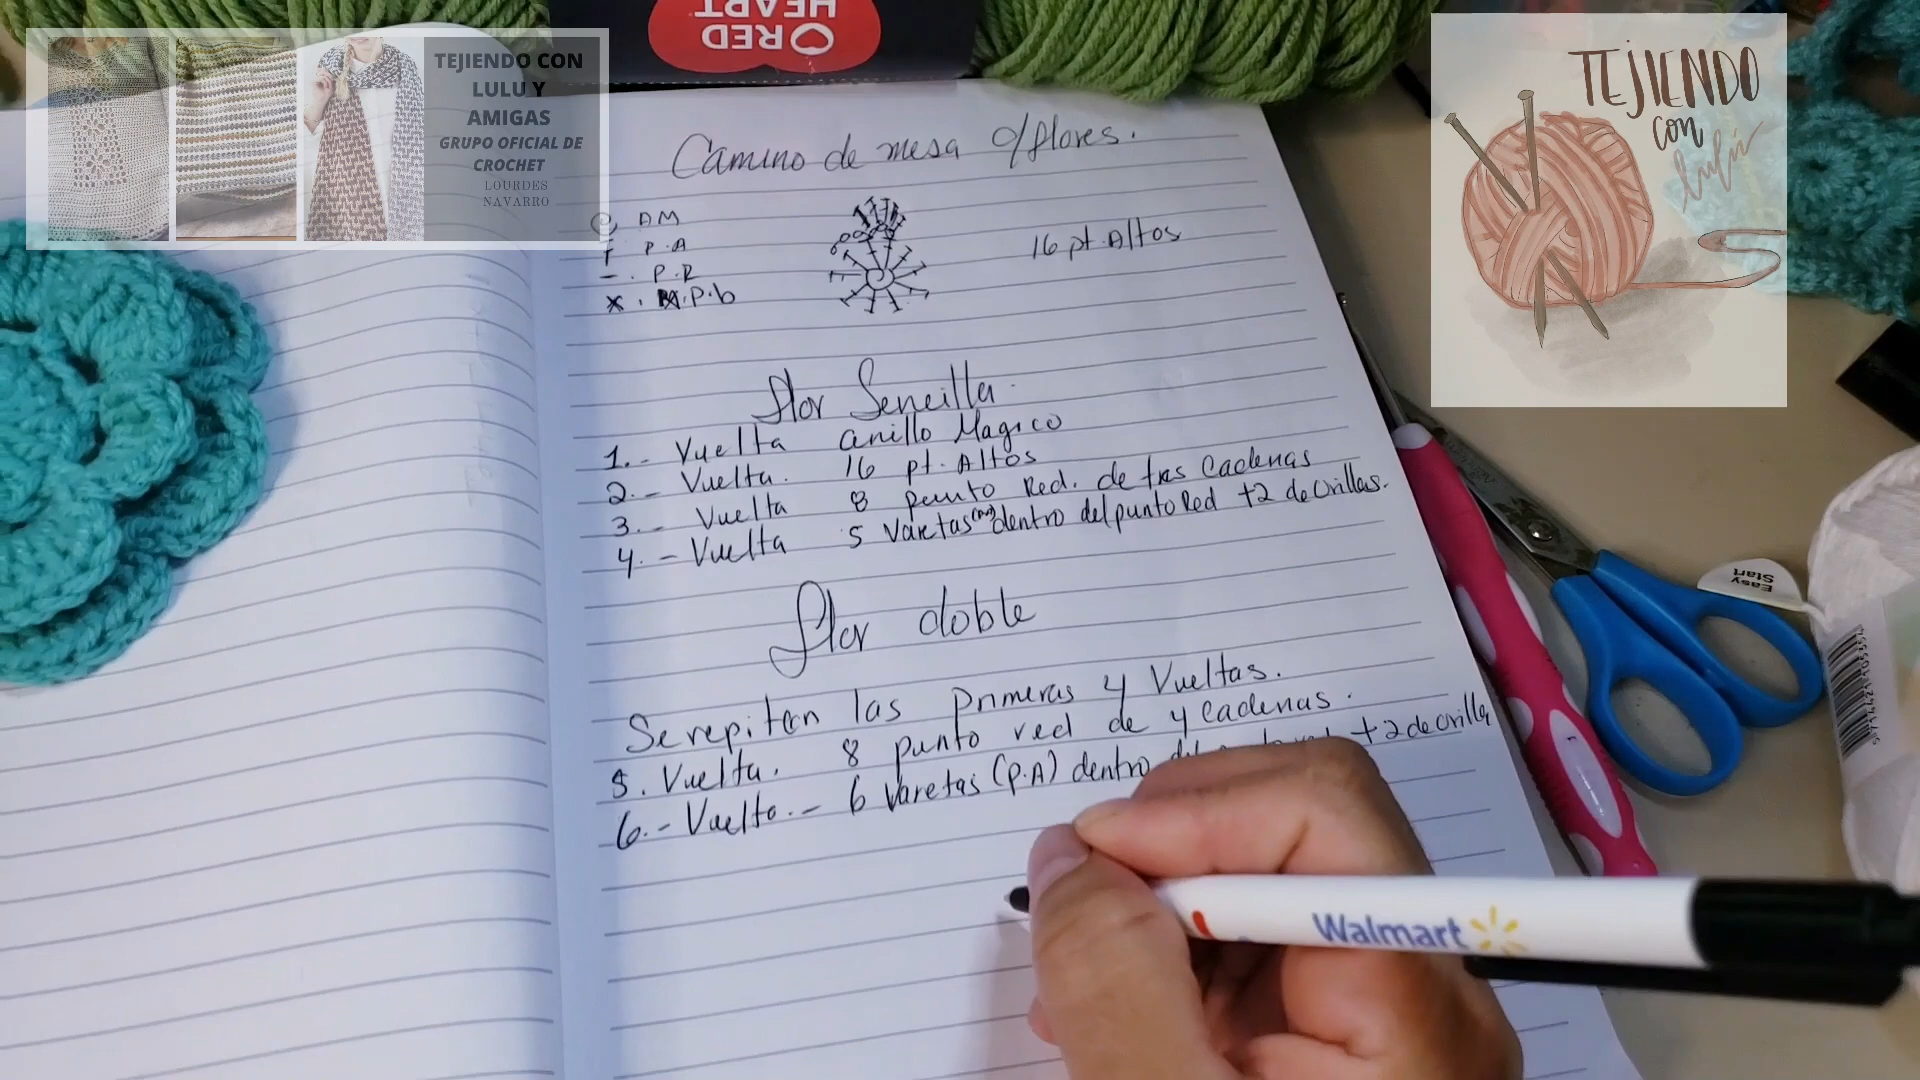 RED
HEART
TEJIENDO CON
LULU Y
AMIGAS
GRUPO OFICIAL DE
CROCHET
LOURDES
NAVARRO
TEJIENDO
con
lulú
Camino de mesa c/flores.
AM
P.A
P.R
x . P.b
16 pt. Altos
Flor Sencilla.
1.- Vuelta anillo Magico
2.- Vuelta. 16 pt. Altos
3.- Vuelta 8 punto Red. de tres Cadenas
4.- Vuelta 5 Varetas dentro del punto Red +2 de Orillas.
Flor doble
Se repiten las Primeras 4 Vueltas.
5. Vuelta. 8 punto red de 4 cadenas.
6.- Vuelta.- 6 Varetas (P.A) dentro +2 de orilla
Easy
Start
Walmart